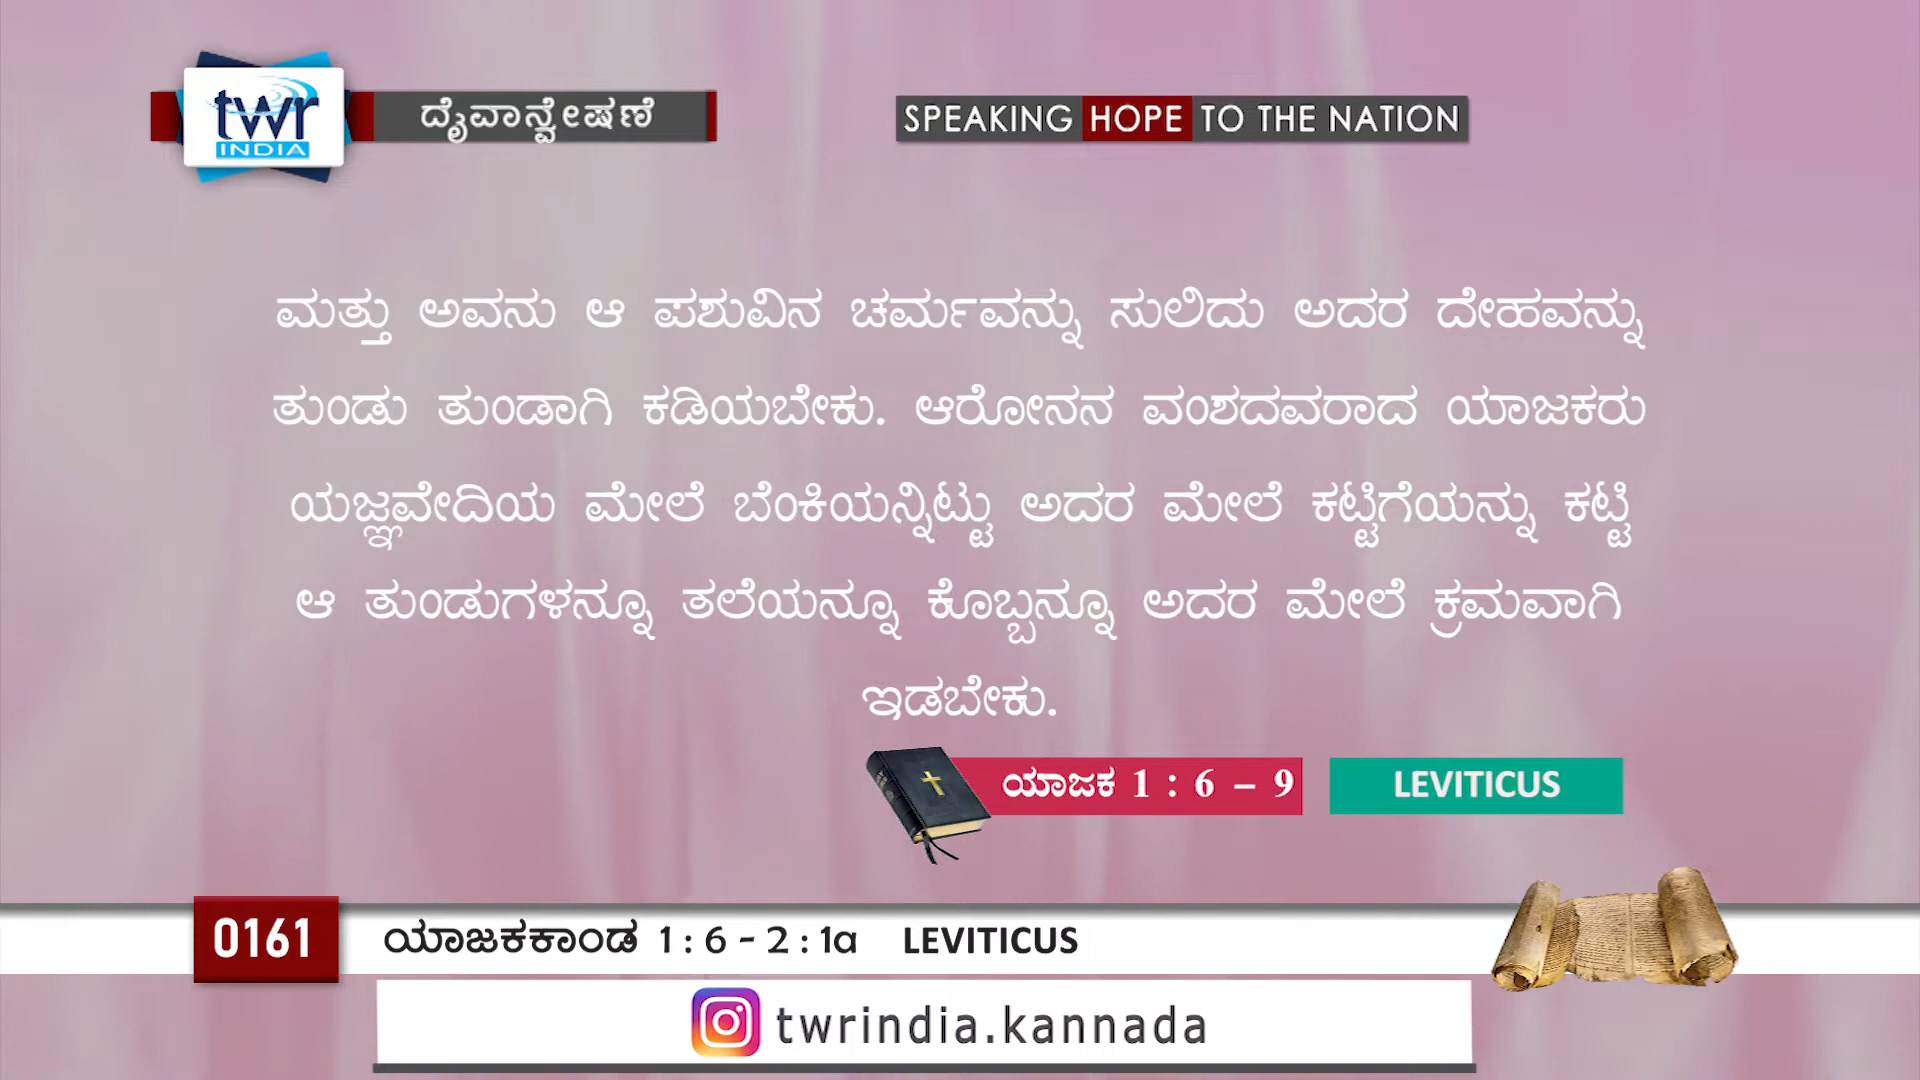 twr
INDIA
ದೈವಾನ್ವೇಷಣೆ
SPEAKING HOPE TO THE NATION
ಮತ್ತು ಅವನು ಆ ಪಶುವಿನ ಚರ್ಮವನ್ನು ಸುಲಿದು ಅದರ ದೇಹವನ್ನು
ತುಂಡು ತುಂಡಾಗಿ ಕಡಿಯಬೇಕು. ಆರೋನನ ವಂಶದವರಾದ ಯಾಜಕರು
ಯಜ್ಞವೇದಿಯ ಮೇಲೆ ಬೆಂಕಿಯನ್ನಿಟ್ಟು ಅದರ ಮೇಲೆ ಕಟ್ಟಿಗೆಯನ್ನು ಕಟ್ಟಿ
ಆ ತುಂಡುಗಳನ್ನೂ ತಲೆಯನ್ನೂ ಕೊಬ್ಬನ್ನೂ ಅದರ ಮೇಲೆ ಕ್ರಮವಾಗಿ
ಇಡಬೇಕು.
ಯಾಜಕ 1 : 6 – 9 LEVITICUS
0161 ಯಾಜಕಕಾಂಡ 1 : 6 - 2 : 1a LEVITICUS
twrindia.kannada